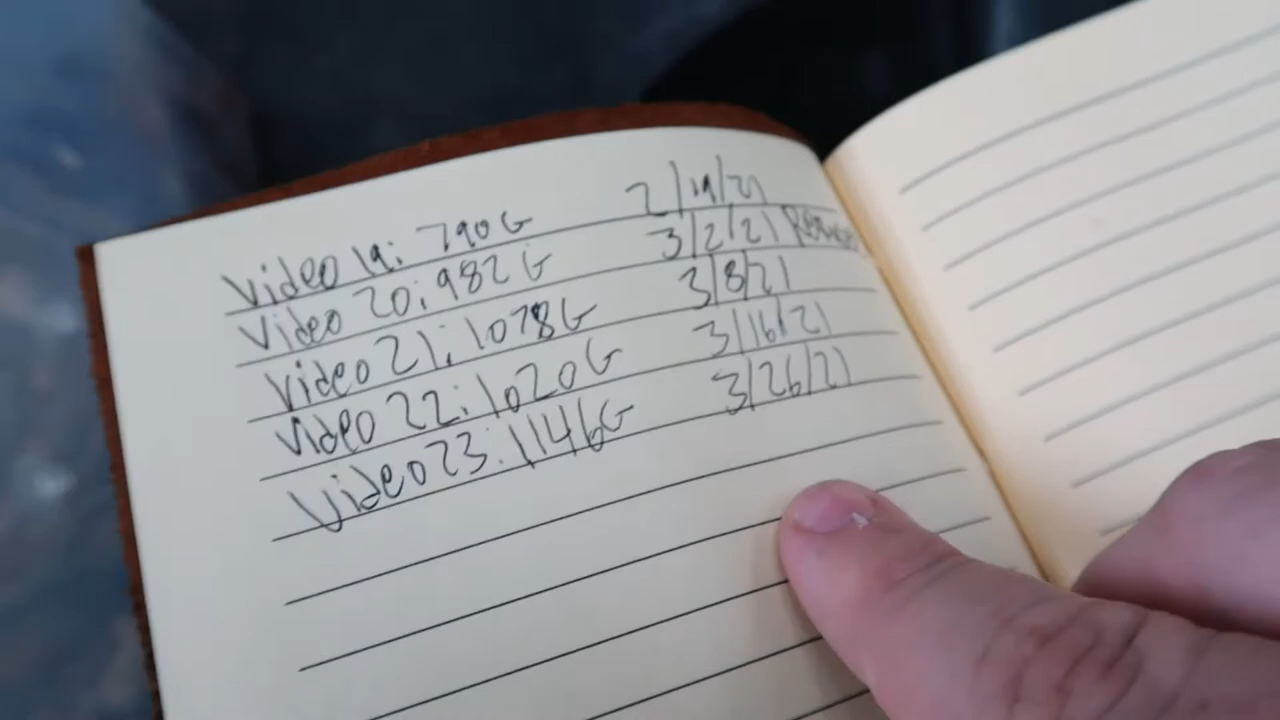 Video 19: 790G 2/19/21
Video 20: 982G 3/2/21
Video 21: 1078G 3/8/21
Video 22: 1020G 3/16/21
Video 23: 1146G 3/26/21